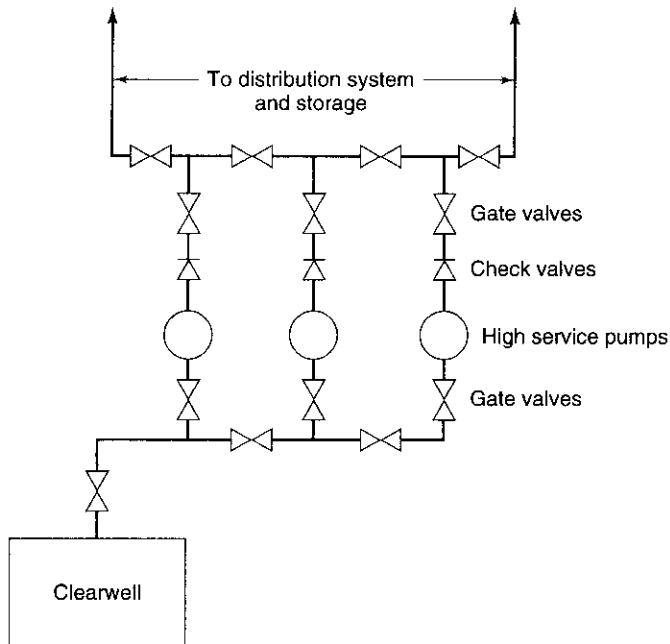 To distribution system
and storage
Gate valves
Check valves
High service pumps
Gate valves
Clearwell